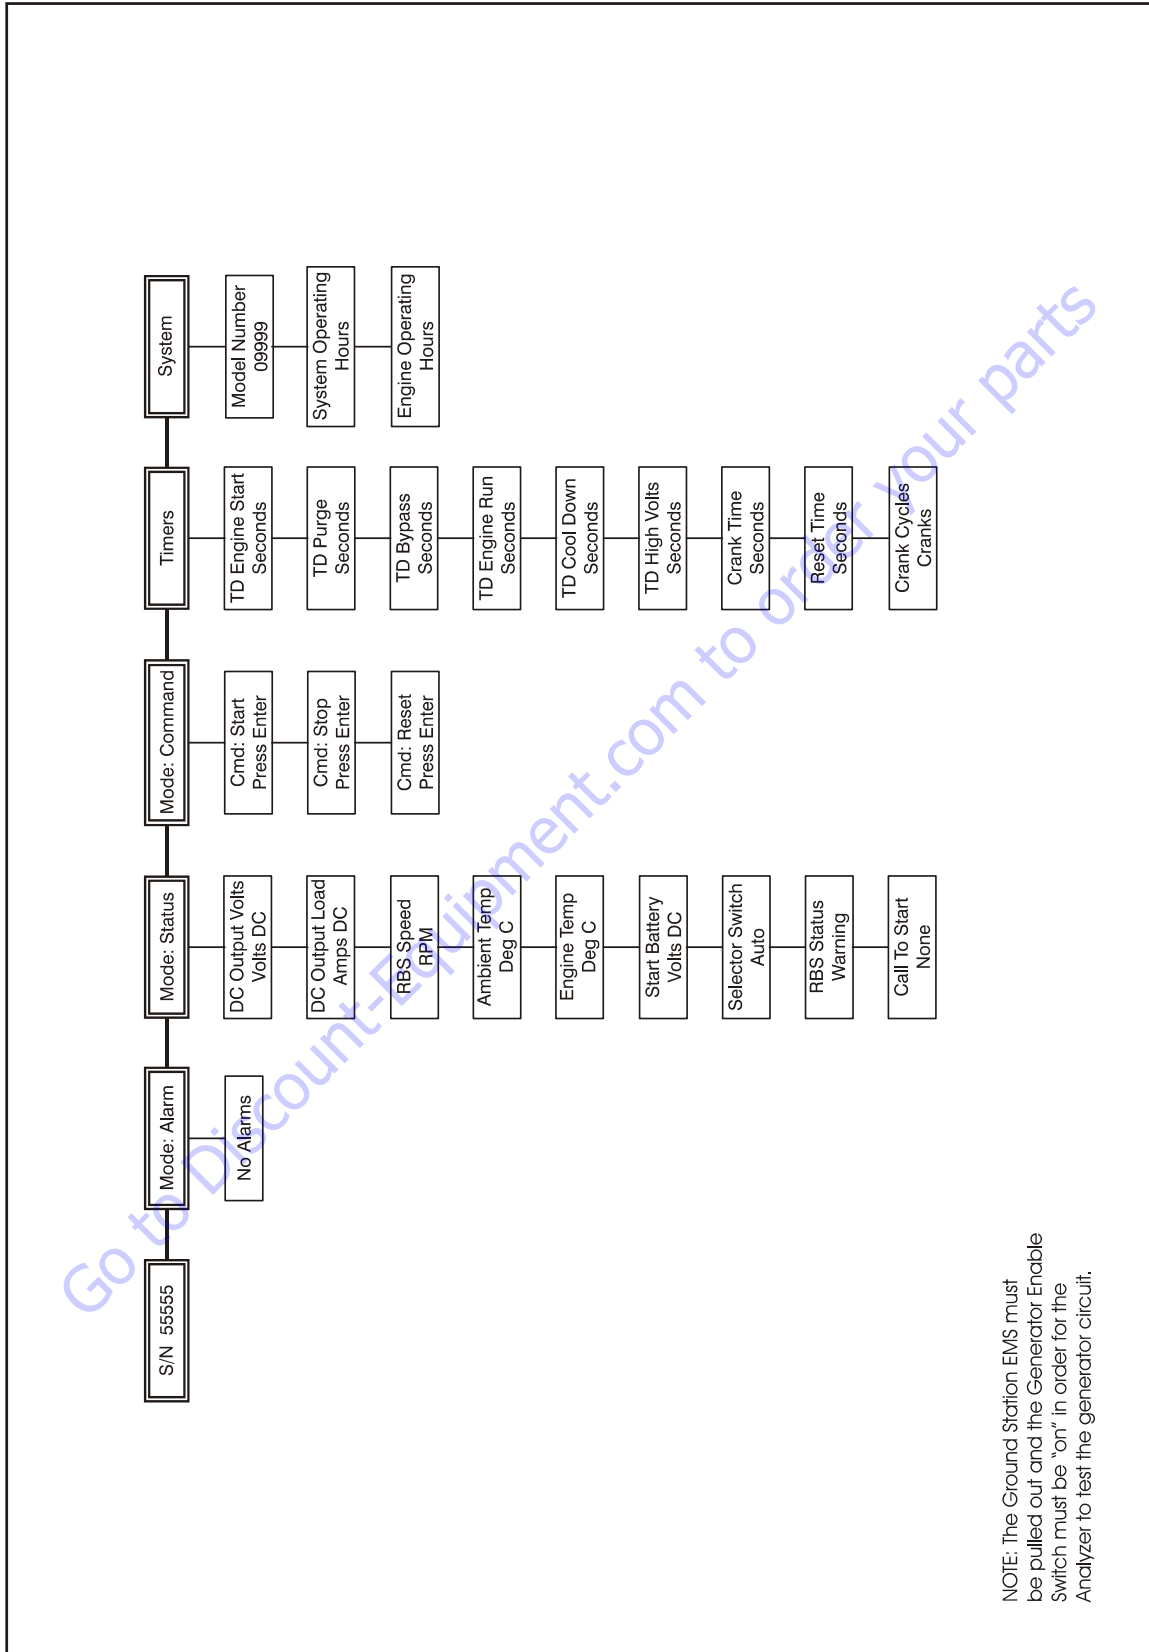 S/N 55555
Mode: Alarm
No Alarms
Mode: Status
DC Output Volts
Volts DC
DC Output Load
Amps DC
RBS Speed
RPM
Ambient Temp
Deg C
Engine Temp
Deg C
Start Battery
Volts DC
Selector Switch
Auto
RBS Status
Warning
Call To Start
None
Mode: Command
Cmd: Start
Press Enter
Cmd: Stop
Press Enter
Cmd: Reset
Press Enter
Timers
TD Engine Start
Seconds
TD Purge
Seconds
TD Bypass
Seconds
TD Engine Run
Seconds
TD Cool Down
Seconds
TD High Volts
Seconds
Crank Time
Seconds
Reset Time
Seconds
Crank Cycles
Cranks
System
Model Number
09999
System Operating
Hours
Engine Operating
Hours
NOTE: The Ground Station EMS must
be pulled out and the Generator Enable
Switch must be “on” in order for the
Analyzer to test the generator circuit.
Go to Discount-Equipment.com to order your parts